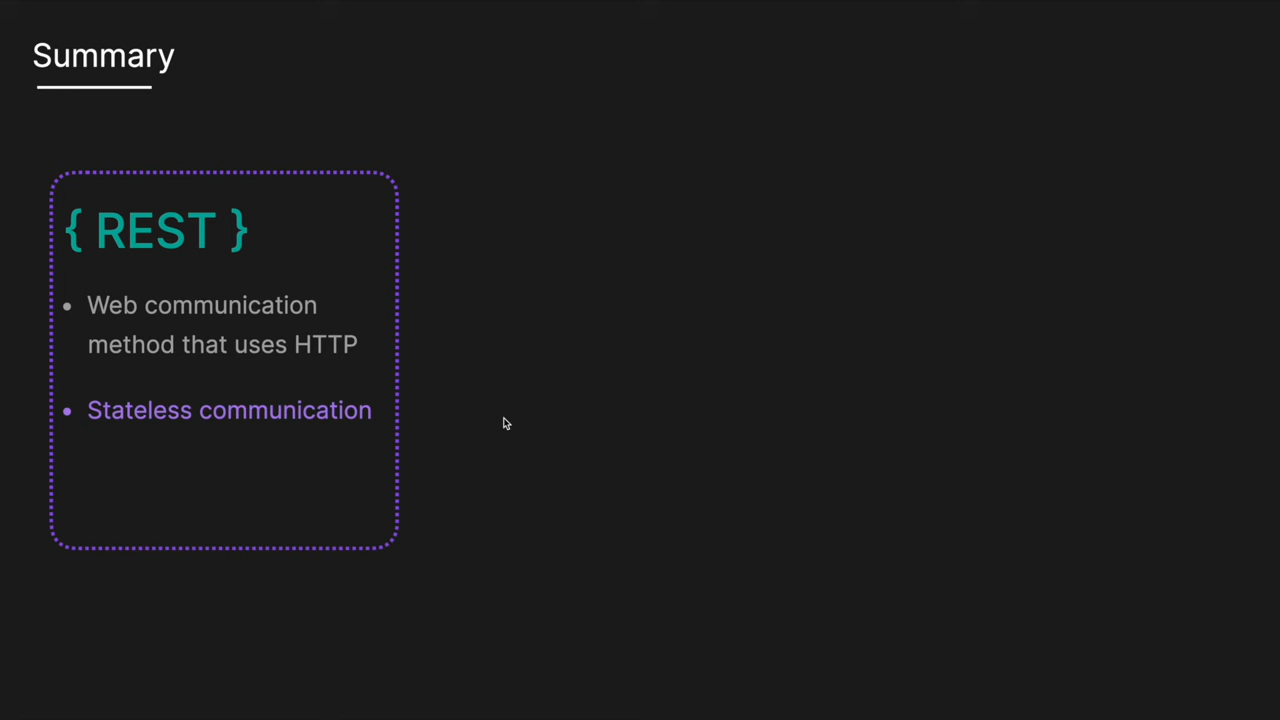 Summary
{ REST }
• Web communication
method that uses HTTP
• Stateless communication